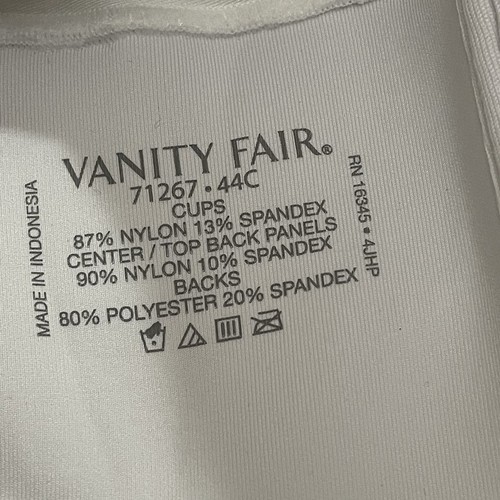 VANITY FAIR®
71267 • 44C
CUPS
87% NYLON 13% SPANDEX
CENTER / TOP BACK PANELS
90% NYLON 10% SPANDEX
BACKS
80% POLYESTER 20% SPANDEX
MADE IN INDONESIA
RN 16345 • 4JHP